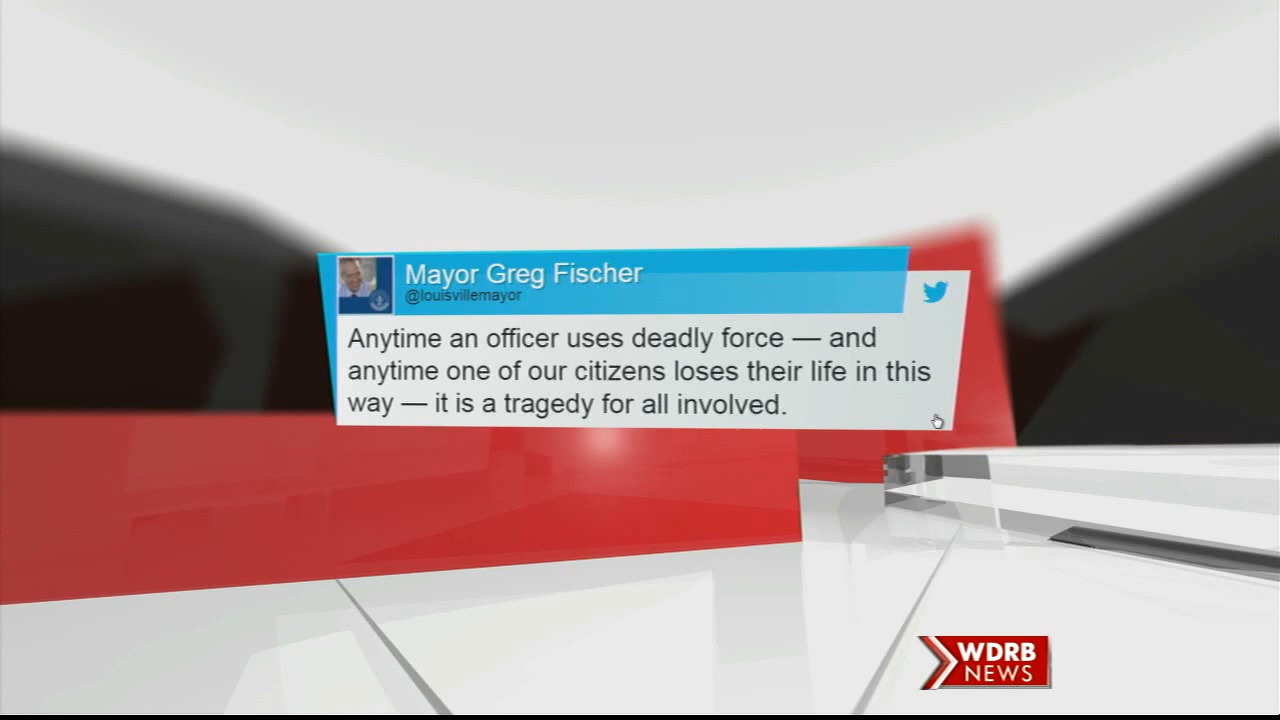 Mayor Greg Fischer
@louisvillemayor
Anytime an officer uses deadly force — and
anytime one of our citizens loses their life in this
way — it is a tragedy for all involved.
WDRB
NEWS